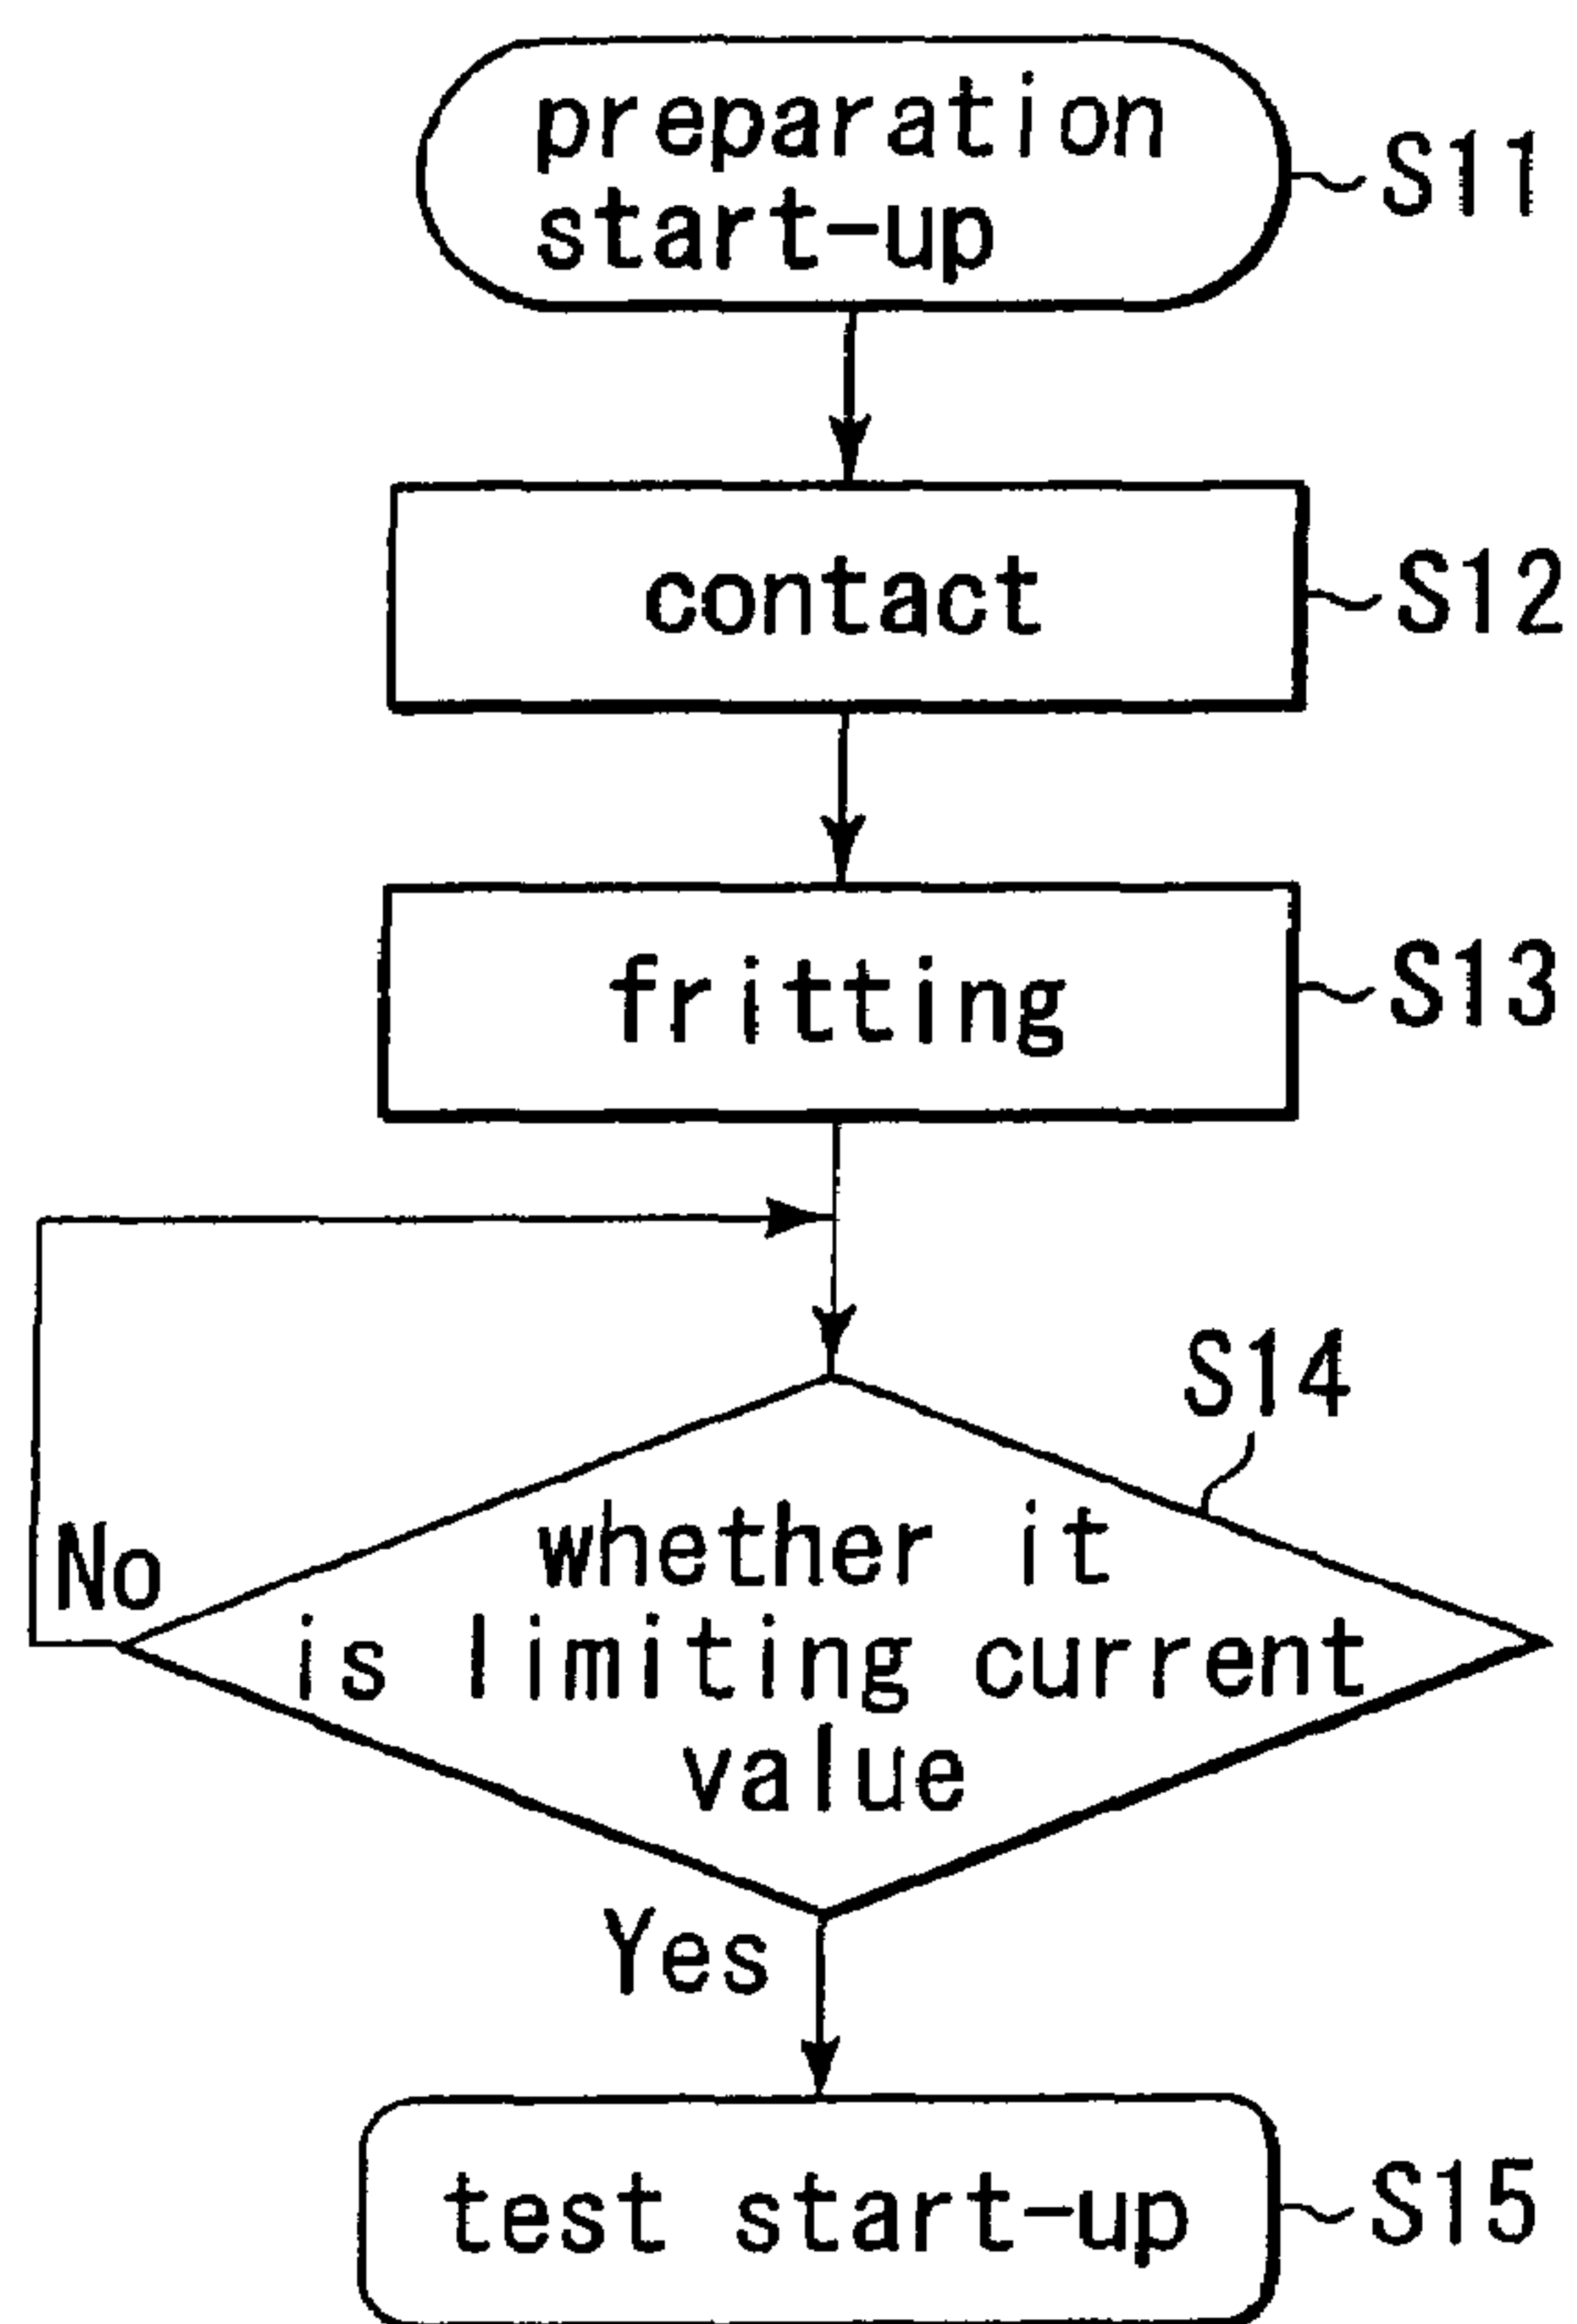 preparation
start-up
S11
contact
S12
fritting
S13
S14
No
whether it
is limiting current
value
Yes
test start-up
S15